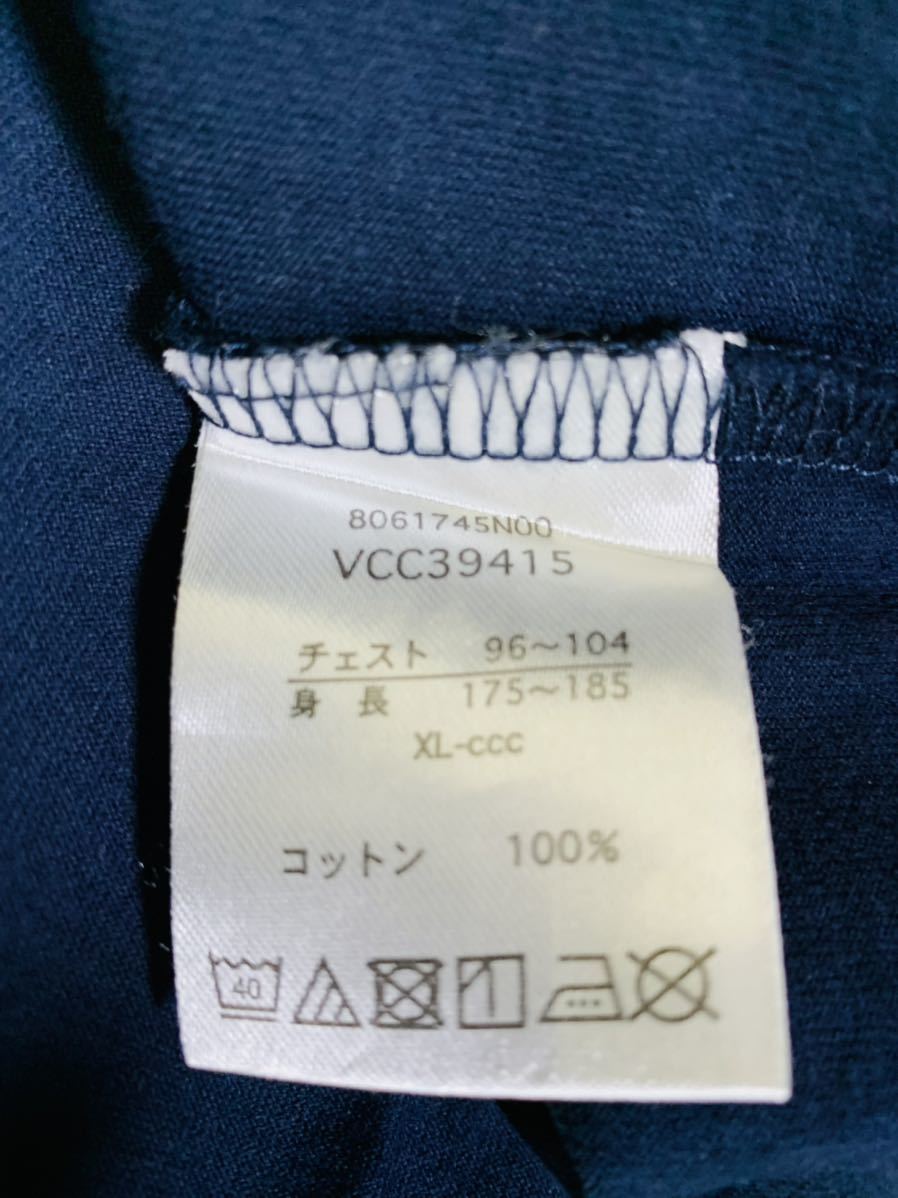 8061745N00
VCC39415
チェスト 96～104
身長 175～185
XL-ccc
コットン 100%
40